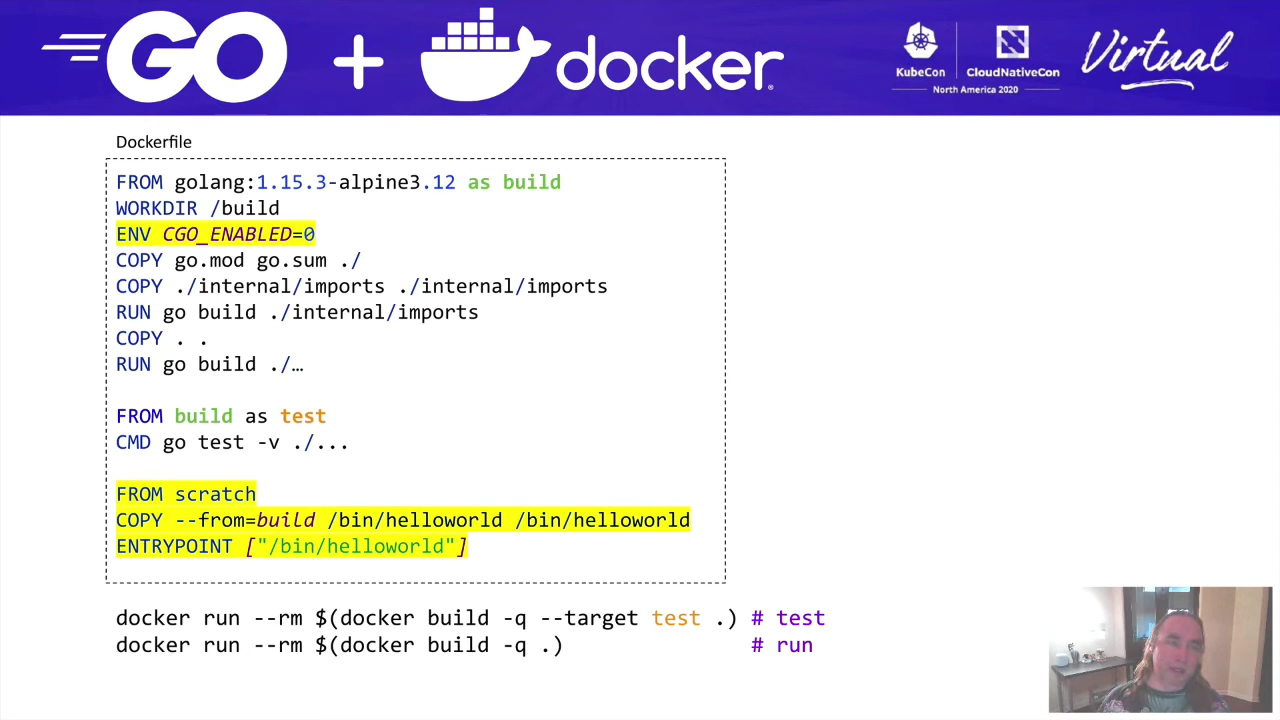 GO + docker
KubeCon
CloudNativeCon
North America 2020
Virtual
Dockerfile
FROM golang:1.15.3-alpine3.12 as build
WORKDIR /build
ENV CGO_ENABLED=0
COPY go.mod go.sum ./
COPY ./internal/imports ./internal/imports
RUN go build ./internal/imports
COPY . .
RUN go build ./…
FROM build as test
CMD go test -v ./...
FROM scratch
COPY --from=build /bin/helloworld /bin/helloworld
ENTRYPOINT ["/bin/helloworld"]
docker run --rm $(docker build -q --target test .) # test
docker run --rm $(docker build -q .) # run